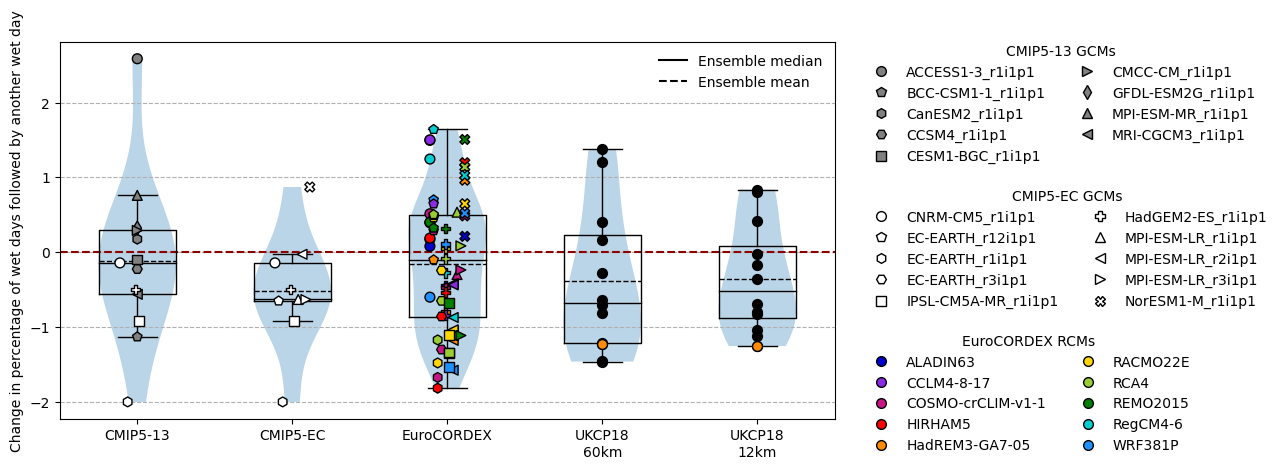 Change in percentage of wet days followed by another wet day
2
1
0
−1
−2
Ensemble median
Ensemble mean
CMIP5-13
CMIP5-EC
EuroCORDEX
UKCP18
60km
UKCP18
12km
CMIP5-13 GCMs
ACCESS1-3_r1i1p1
BCC-CSM1-1_r1i1p1
CanESM2_r1i1p1
CCSM4_r1i1p1
CESM1-BGC_r1i1p1
CMCC-CM_r1i1p1
GFDL-ESM2G_r1i1p1
MPI-ESM-MR_r1i1p1
MRI-CGCM3_r1i1p1
CMIP5-EC GCMs
CNRM-CM5_r1i1p1
EC-EARTH_r12i1p1
EC-EARTH_r1i1p1
EC-EARTH_r3i1p1
IPSL-CM5A-MR_r1i1p1
HadGEM2-ES_r1i1p1
MPI-ESM-LR_r1i1p1
MPI-ESM-LR_r2i1p1
MPI-ESM-LR_r3i1p1
NorESM1-M_r1i1p1
EuroCORDEX RCMs
ALADIN63
CCLM4-8-17
COSMO-crCLIM-v1-1
HIRHAM5
HadREM3-GA7-05
RACMO22E
RCA4
REMO2015
RegCM4-6
WRF381P